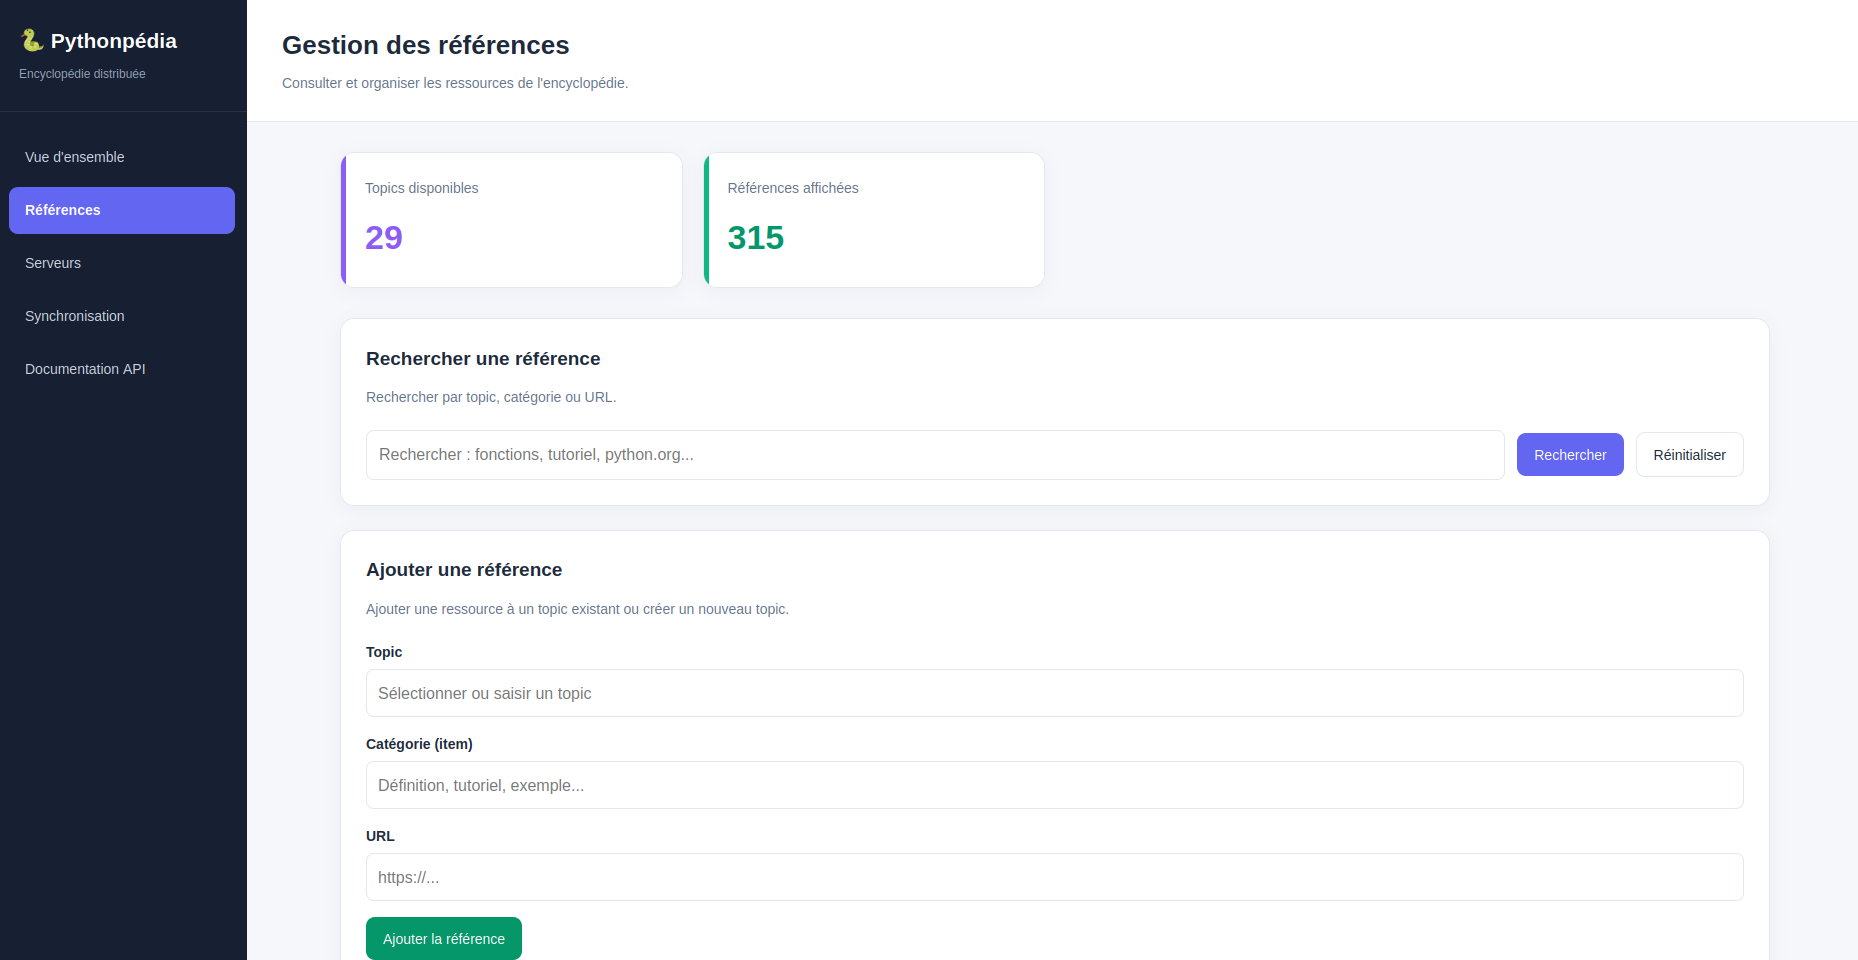 Pythonpédia
Encyclopédie distribuée
Vue d'ensemble
Références
Serveurs
Synchronisation
Documentation API
Gestion des références
Consulter et organiser les ressources de l'encyclopédie.
Topics disponibles
29
Références affichées
315
Rechercher une référence
Rechercher par topic, catégorie ou URL.
Rechercher : fonctions, tutoriel, python.org...
Rechercher
Réinitialiser
Ajouter une référence
Ajouter une ressource à un topic existant ou créer un nouveau topic.
Topic
Sélectionner ou saisir un topic
Catégorie (item)
Définition, tutoriel, exemple...
URL
https://...
Ajouter la référence